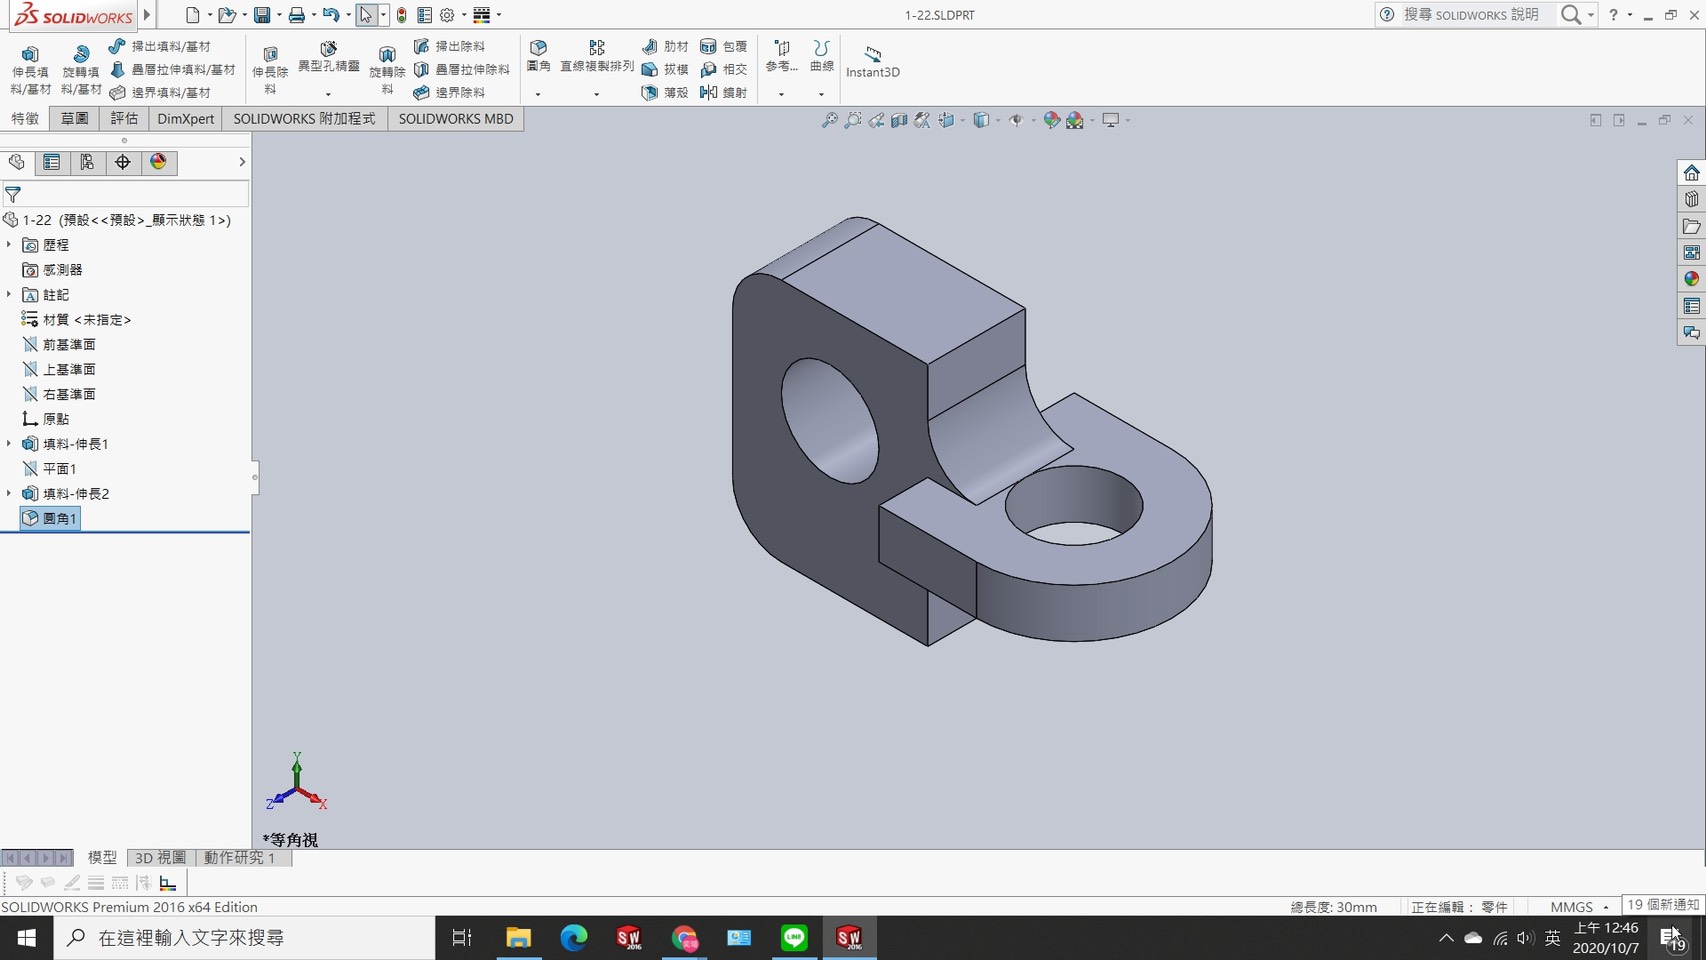 SOLIDWORKS
1-22.SLDPRT
搜尋 SOLIDWORKS 說明
伸長填料/基材
旋轉填料/基材
掃出填料/基材
疊層拉伸填料/基材
邊界填料/基材
伸長除料
異型孔精靈
旋轉除料
掃出除料
疊層拉伸除料
邊界除料
圓角
直線複製排列
肋材
拔模
薄殼
包覆
相交
鏡射
參考...
曲線
Instant3D
特徵
草圖
評估
DimXpert
SOLIDWORKS 附加程式
SOLIDWORKS MBD
1-22 (預設<<預設>_顯示狀態 1>)
歷程
感測器
註記
材質 <未指定>
前基準面
上基準面
右基準面
原點
填料-伸長1
平面1
填料-伸長2
圓角1
Y
Z
X
*等角視
模型
3D 視圖
動作研究 1
SOLIDWORKS Premium 2016 x64 Edition
總長度: 30mm
正在編輯： 零件
MMGS
19 個新通知
在這裡輸入文字來搜尋
SW 2016
LINE
SW 2016
英
上午 12:46
2020/10/7
19